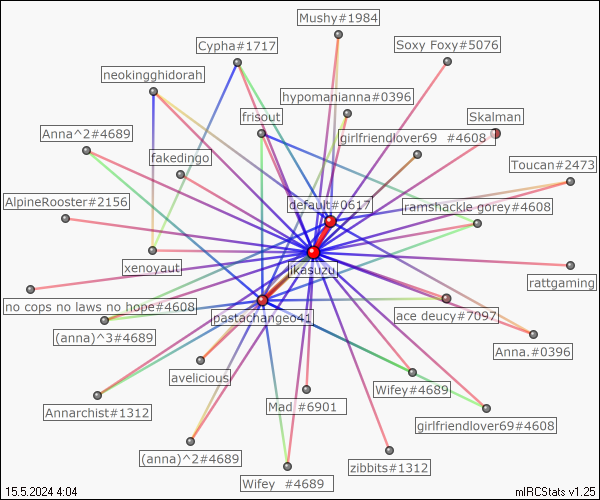 Mushy#1984
Cypha#1717
Soxy Foxy#5076
neokingghidorah
hypomanianna#0396
frisout
Skalman
Anna^2#4689
girlfriendlover69 #4608
fakedingo
Toucan#2473
AlpineRooster#2156
default#0617
ramshackle gorey#4608
xenoyaut
ikasuzu
rattgaming
no cops no laws no hope#4608
pastachangeo41
ace deucy#7097
(anna)^3#4689
Anna.#0396
avelicious
Wifey#4689
Annarchist#1312
Mad #6901
girlfriendlover69#4608
(anna)^2#4689
zibbits#1312
Wifey #4689
15.5.2024 4:04
mIRCStats v1.25